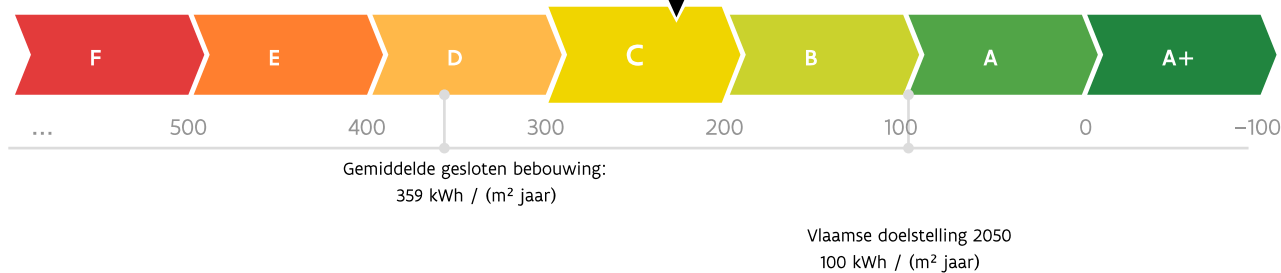 F E D C B A A+
... 500 400 300 200 100 0 –100
Gemiddelde gesloten bebouwing:
359 kWh / (m² jaar)
Vlaamse doelstelling 2050
100 kWh / (m² jaar)